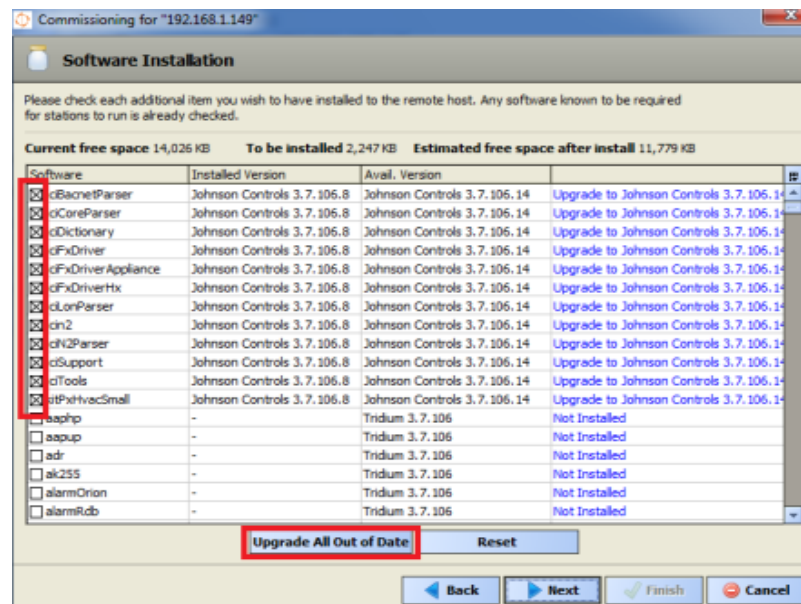 Commissioning for "192.168.1.149"
Software Installation
Please check each additional item you wish to have installed to the remote host. Any software known to be required
for stations to run is already checked.
Current free space 14,026 KB To be installed 2,247 KB Estimated free space after install 11,779 KB
Software Installed Version Avail. Version
ciBacnetParser Johnson Controls 3.7.106.8 Johnson Controls 3.7.106.14 Upgrade to Johnson Controls 3.7.106.14
ciCoreParser Johnson Controls 3.7.106.8 Johnson Controls 3.7.106.14 Upgrade to Johnson Controls 3.7.106.14
ciDictionary Johnson Controls 3.7.106.8 Johnson Controls 3.7.106.14 Upgrade to Johnson Controls 3.7.106.14
ciFxDriver Johnson Controls 3.7.106.8 Johnson Controls 3.7.106.14 Upgrade to Johnson Controls 3.7.106.14
ciFxDriverAppliance Johnson Controls 3.7.106.8 Johnson Controls 3.7.106.14 Upgrade to Johnson Controls 3.7.106.14
ciFxDriverHx Johnson Controls 3.7.106.8 Johnson Controls 3.7.106.14 Upgrade to Johnson Controls 3.7.106.14
ciLonParser Johnson Controls 3.7.106.8 Johnson Controls 3.7.106.14 Upgrade to Johnson Controls 3.7.106.14
cin2 Johnson Controls 3.7.106.8 Johnson Controls 3.7.106.14 Upgrade to Johnson Controls 3.7.106.14
ciN2Parser Johnson Controls 3.7.106.8 Johnson Controls 3.7.106.14 Upgrade to Johnson Controls 3.7.106.14
ciSupport Johnson Controls 3.7.106.8 Johnson Controls 3.7.106.14 Upgrade to Johnson Controls 3.7.106.14
ciTools Johnson Controls 3.7.106.8 Johnson Controls 3.7.106.14 Upgrade to Johnson Controls 3.7.106.14
kitPxHvacSmall Johnson Controls 3.7.106.8 Johnson Controls 3.7.106.14 Upgrade to Johnson Controls 3.7.106.14
aaphp - Tridium 3.7.106 Not Installed
aapup - Tridium 3.7.106 Not Installed
adr - Tridium 3.7.106 Not Installed
ak255 - Tridium 3.7.106 Not Installed
alarmOrion - Tridium 3.7.106 Not Installed
alarmRdb - Tridium 3.7.106 Not Installed
Upgrade All Out of Date Reset
Back Next Finish Cancel